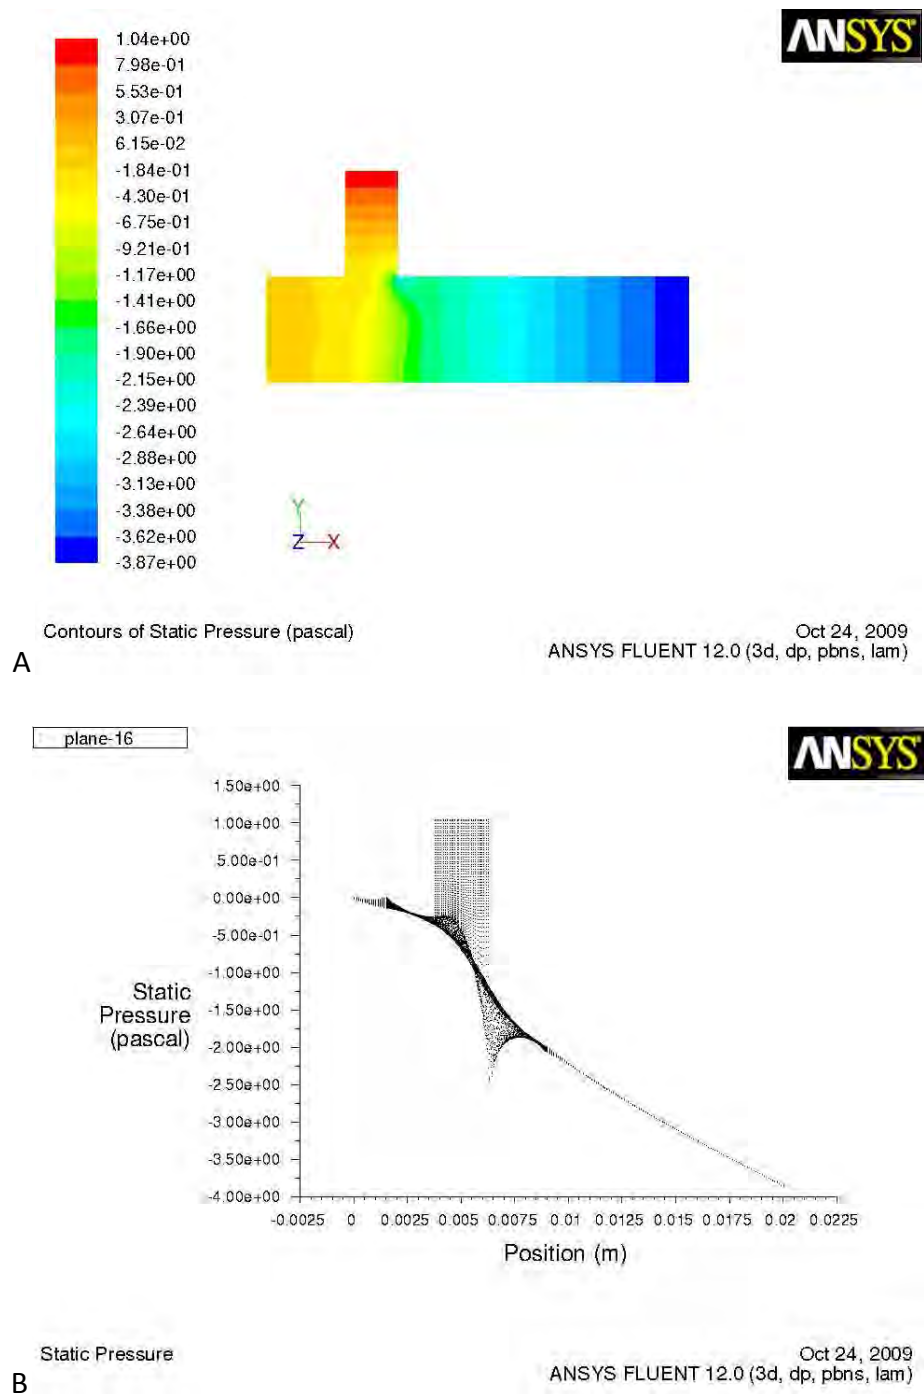 ANSYS
1.04e+00
7.98e-01
5.53e-01
3.07e-01
6.15e-02
-1.84e-01
-4.30e-01
-6.75e-01
-9.21e-01
-1.17e+00
-1.41e+00
-1.66e+00
-1.90e+00
-2.15e+00
-2.39e+00
-2.64e+00
-2.88e+00
-3.13e+00
-3.38e+00
-3.62e+00
-3.87e+00
Y
Z X
Contours of Static Pressure (pascal)
Oct 24, 2009
ANSYS FLUENT 12.0 (3d, dp, pbns, lam)
A
plane-16
ANSYS
1.50e+00
1.00e+00
5.00e-01
0.00e+00
-5.00e-01
-1.00e+00
-1.50e+00
-2.00e+00
-2.50e+00
-3.00e+00
-3.50e+00
-4.00e+00
Static
Pressure
(pascal)
-0.0025 0 0.0025 0.005 0.0075 0.01 0.0125 0.015 0.0175 0.02 0.0225
Position (m)
Static Pressure
Oct 24, 2009
ANSYS FLUENT 12.0 (3d, dp, pbns, lam)
B